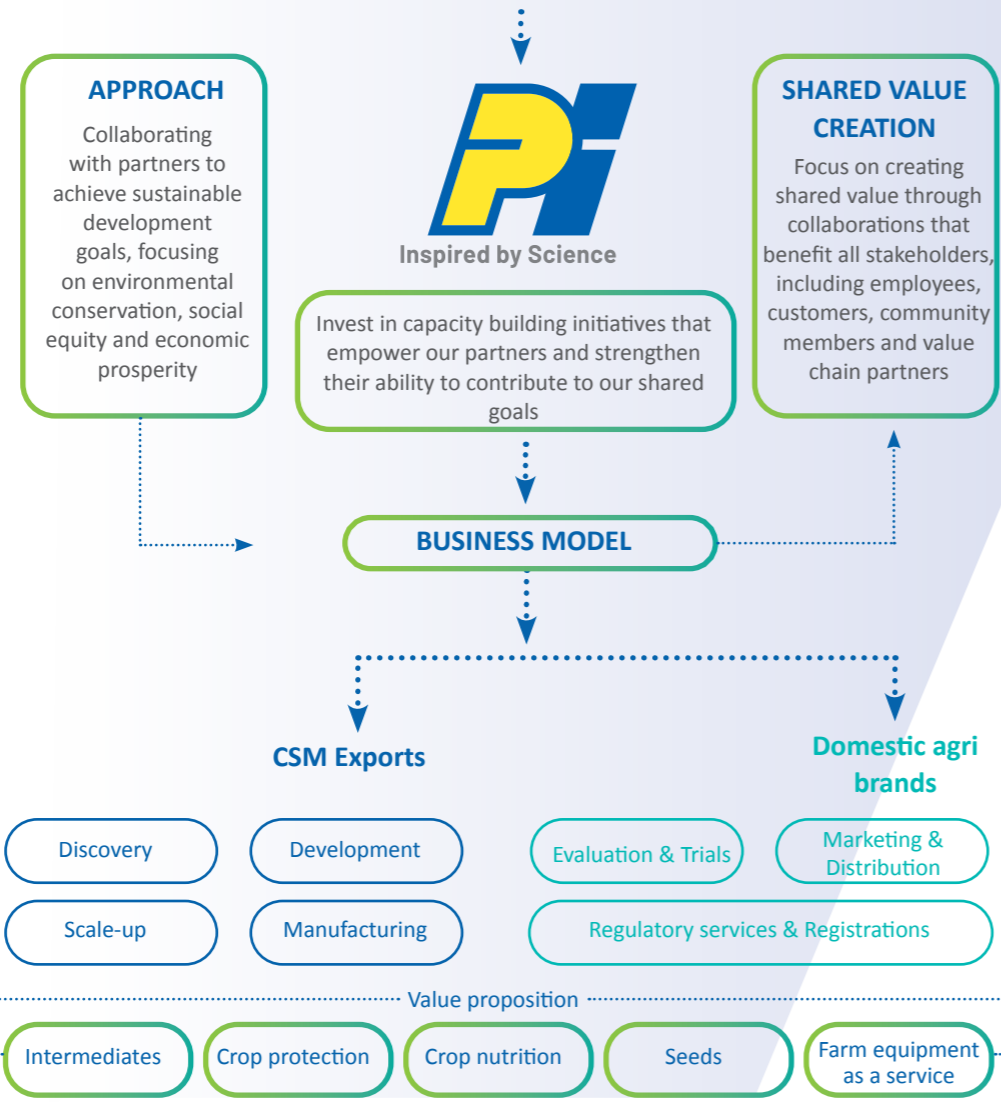 APPROACH
Collaborating
with partners to
achieve sustainable
development
goals, focusing
on environmental
conservation, social
equity and economic
prosperity
Pi
Inspired by Science
Invest in capacity building initiatives that
empower our partners and strengthen
their ability to contribute to our shared
goals
SHARED VALUE
CREATION
Focus on creating
shared value through
collaborations that
benefit all stakeholders,
including employees,
customers, community
members and value
chain partners
BUSINESS MODEL
CSM Exports
Discovery
Development
Scale-up
Manufacturing
Domestic agri
brands
Evaluation & Trials
Marketing &
Distribution
Regulatory services & Registrations
Value proposition
Intermediates
Crop protection
Crop nutrition
Seeds
Farm equipment
as a service